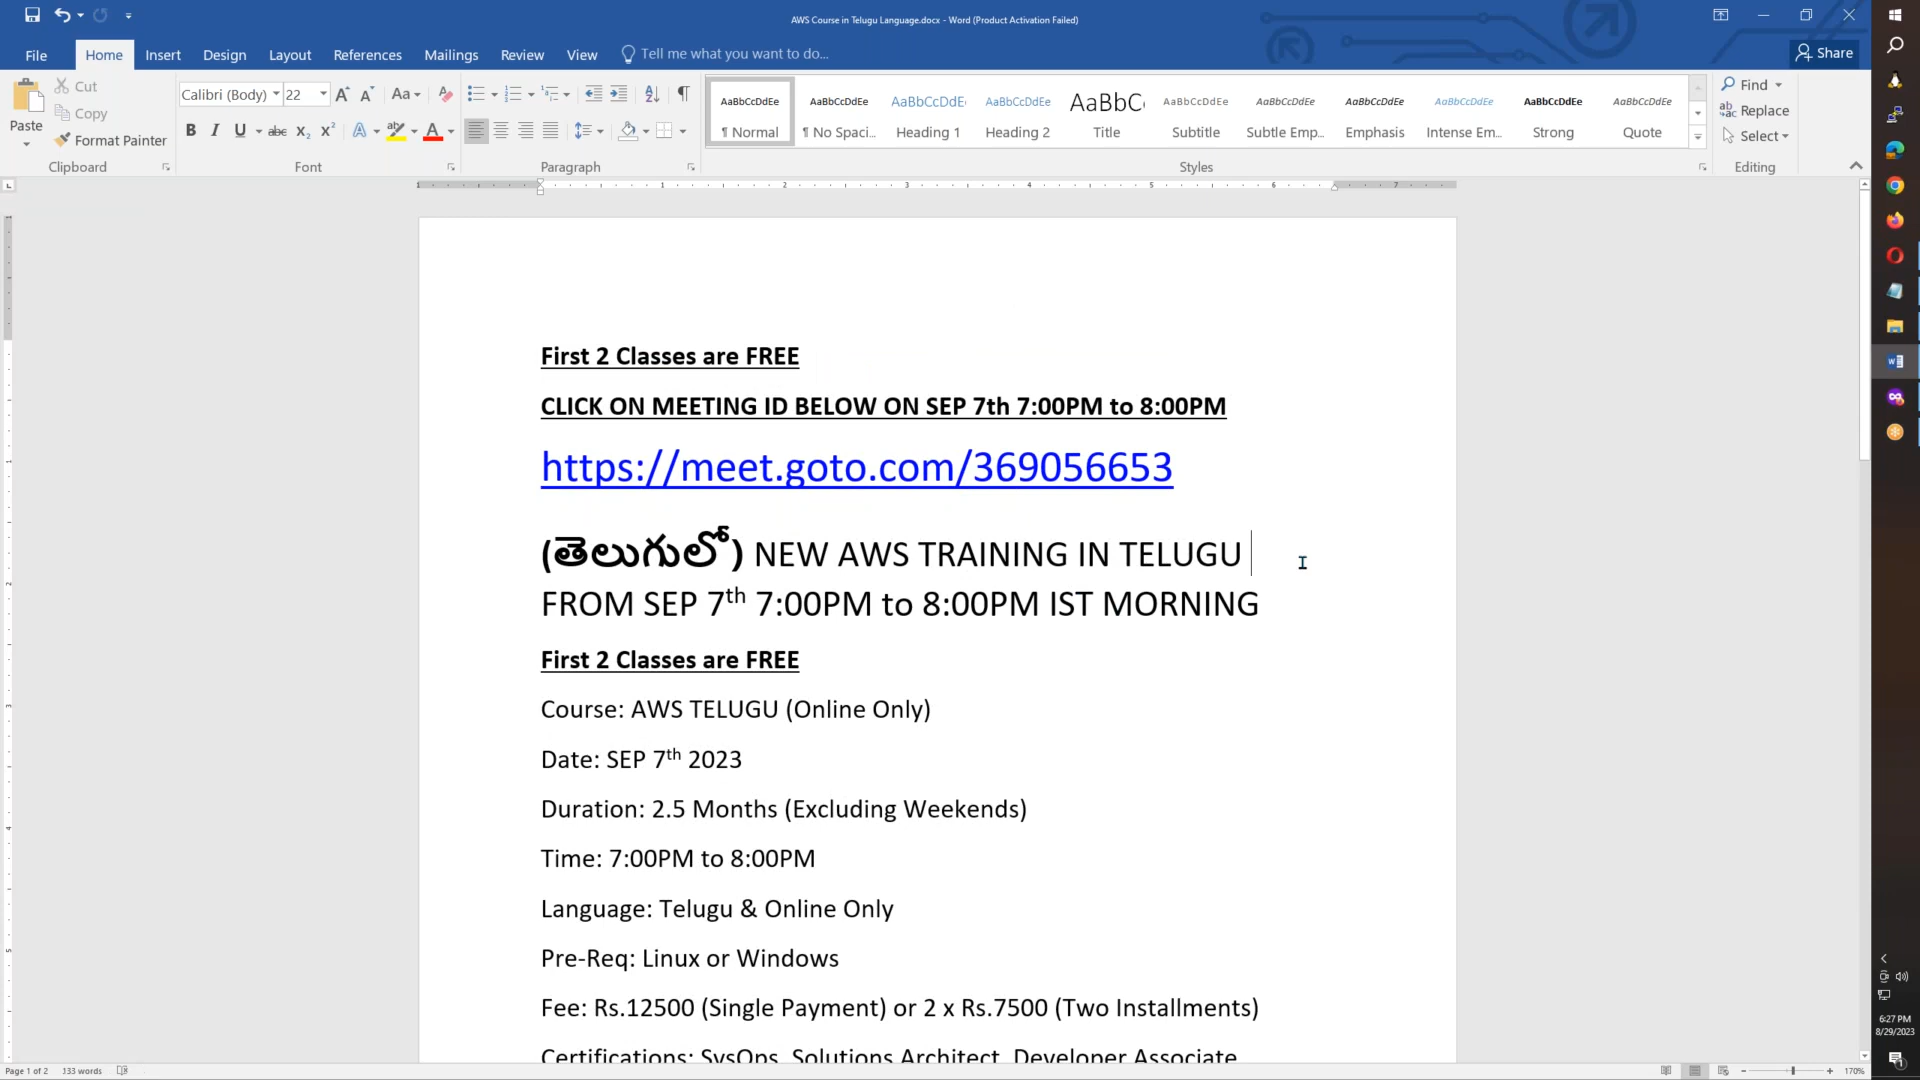 AWS Course in Telugu Language.docx - Word (Product Activation Failed)
File Home Insert Design Layout References Mailings Review View Tell me what you want to do... Share
Paste
Cut
Copy
Format Painter
Clipboard
Calibri (Body) 22
Font
Paragraph
AaBbCcDdEe AaBbCcDdEe AaBbCcDdE AaBbCcDdEe AaBbC AaBbCcDdEe AaBbCcDdEe AaBbCcDdEe AaBbCcDdEe AaBbCcDdEe AaBbCcDdEe
¶ Normal ¶ No Spaci... Heading 1 Heading 2 Title Subtitle Subtle Emp... Emphasis Intense Em... Strong Quote
Styles
Find
Replace
Select
Editing
First 2 Classes are FREE
CLICK ON MEETING ID BELOW ON SEP 7th 7:00PM to 8:00PM
https://meet.goto.com/369056653
(తెలుగులో) NEW AWS TRAINING IN TELUGU
FROM SEP 7th 7:00PM to 8:00PM IST MORNING
First 2 Classes are FREE
Course: AWS TELUGU (Online Only)
Date: SEP 7th 2023
Duration: 2.5 Months (Excluding Weekends)
Time: 7:00PM to 8:00PM
Language: Telugu & Online Only
Pre-Req: Linux or Windows
Fee: Rs.12500 (Single Payment) or 2 x Rs.7500 (Two Installments)
Certifications: SysOps, Solutions Architect, Developer Associate
Page 1 of 2 133 words
170%
6:27 PM
8/29/2023